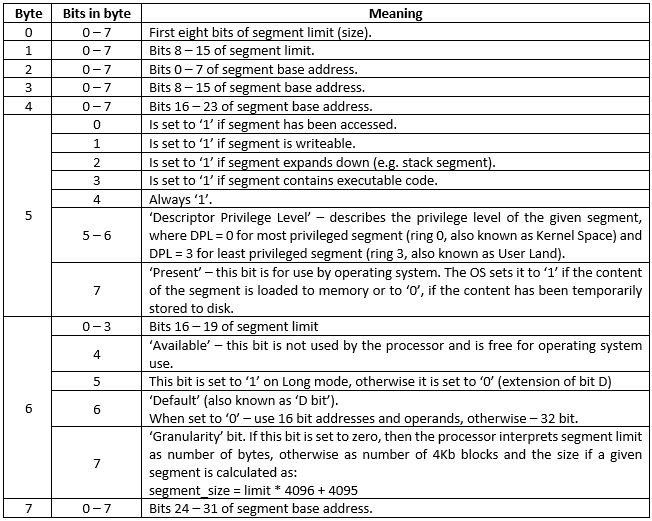 Byte Bits in byte Meaning
0 0 – 7 First eight bits of segment limit (size).
1 0 – 7 Bits 8 – 15 of segment limit.
2 0 – 7 Bits 0 – 7 of segment base address.
3 0 – 7 Bits 8 – 15 of segment base address.
4 0 – 7 Bits 16 – 23 of segment base address.
5
0 Is set to ‘1’ if segment has been accessed.
1 Is set to ‘1’ if segment is writeable.
2 Is set to ‘1’ if segment expands down (e.g. stack segment).
3 Is set to ‘1’ if segment contains executable code.
4 Always ‘1’.
5 – 6
‘Descriptor Privilege Level’ – describes the privilege level of the given segment,
where DPL = 0 for most privileged segment (ring 0, also known as Kernel Space) and
DPL = 3 for least privileged segment (ring 3, also known as User Land).
7
‘Present’ – this bit is for use by operating system. The OS sets it to ‘1’ if the content
of the segment is loaded to memory or to ‘0’, if the content has been temporarily
stored to disk.
6
0 – 3 Bits 16 – 19 of segment limit
4
‘Available’ – this bit is not used by the processor and is free for operating system
use.
5 This bit is set to ‘1’ on Long mode, otherwise it is set to ‘0’ (extension of bit D)
6
‘Default’ (also known as ‘D bit’).
When set to ‘0’ – use 16 bit addresses and operands, otherwise – 32 bit.
7
‘Granularity’ bit. If this bit is set to zero, then the processor interprets segment limit
as number of bytes, otherwise as number of 4Kb blocks and the size if a given
segment is calculated as:
segment_size = limit * 4096 + 4095
7 0 – 7 Bits 24 – 31 of segment base address.